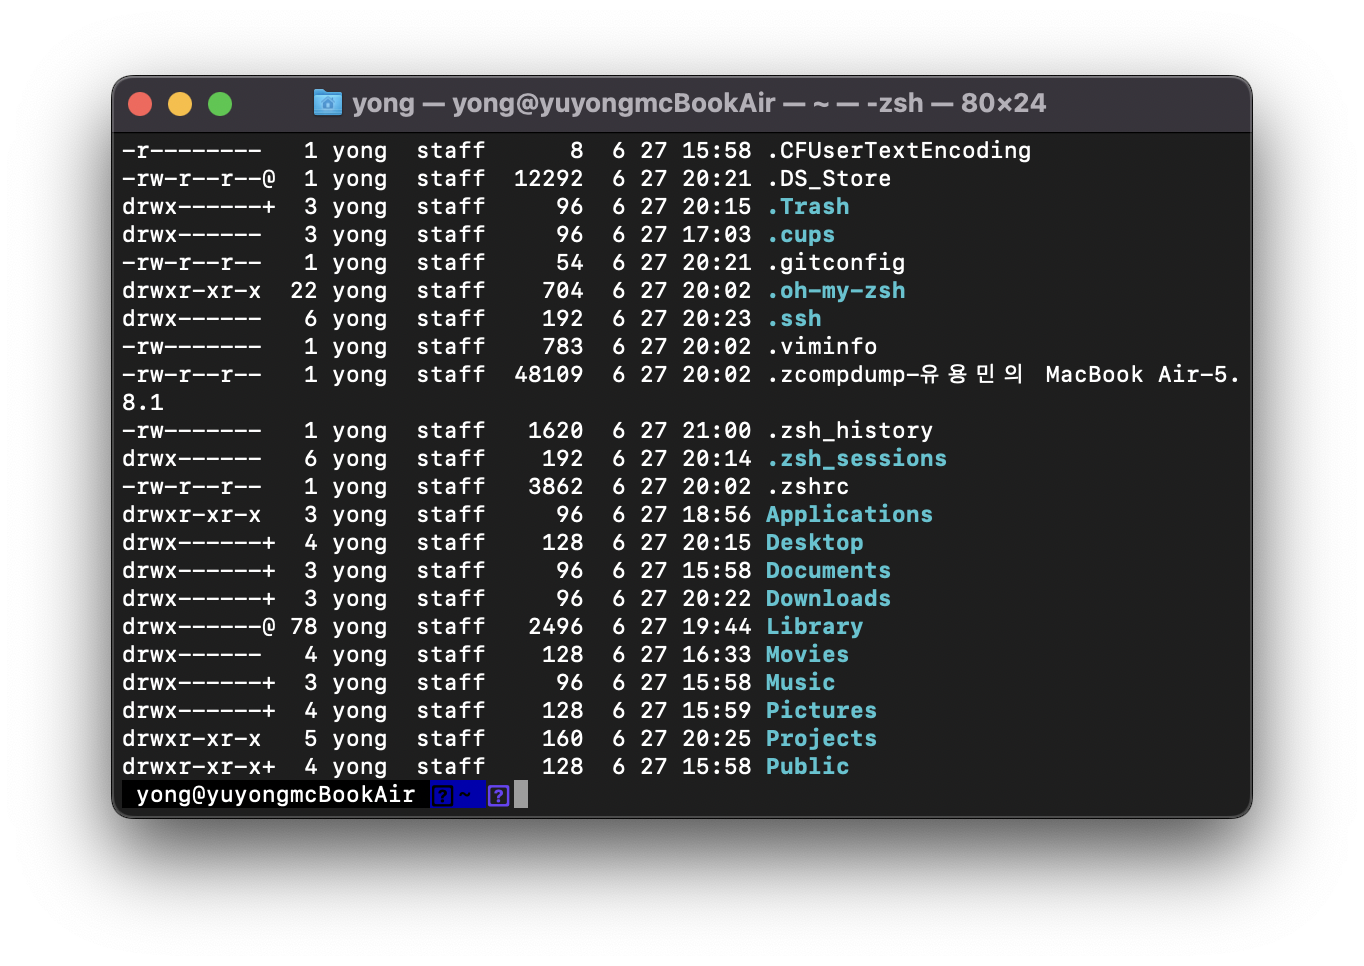 yong — yong@yuyongmcBookAir — ~ — -zsh — 80×24
-r--------   1 yong  staff      8  6 27 15:58 .CFUserTextEncoding
-rw-r--r--@  1 yong  staff  12292  6 27 20:21 .DS_Store
drwx------+  3 yong  staff     96  6 27 20:15 .Trash
drwx------   3 yong  staff     96  6 27 17:03 .cups
-rw-r--r--   1 yong  staff     54  6 27 20:21 .gitconfig
drwxr-xr-x  22 yong  staff    704  6 27 20:02 .oh-my-zsh
drwx------   6 yong  staff    192  6 27 20:23 .ssh
-rw-------   1 yong  staff    783  6 27 20:02 .viminfo
-rw-r--r--   1 yong  staff  48109  6 27 20:02 .zcompdump-유용민의 MacBook Air-5.
8.1
-rw-------   1 yong  staff   1620  6 27 21:00 .zsh_history
drwx------   6 yong  staff    192  6 27 20:14 .zsh_sessions
-rw-r--r--   1 yong  staff   3862  6 27 20:02 .zshrc
drwxr-xr-x   3 yong  staff     96  6 27 18:56 Applications
drwx------+  4 yong  staff    128  6 27 20:15 Desktop
drwx------+  3 yong  staff     96  6 27 15:58 Documents
drwx------+  3 yong  staff     96  6 27 20:22 Downloads
drwx------@ 78 yong  staff   2496  6 27 19:44 Library
drwx------   4 yong  staff    128  6 27 16:33 Movies
drwx------+  3 yong  staff     96  6 27 15:58 Music
drwx------+  4 yong  staff    128  6 27 15:59 Pictures
drwxr-xr-x   5 yong  staff    160  6 27 20:25 Projects
drwxr-xr-x+  4 yong  staff    128  6 27 15:58 Public
yong@yuyongmcBookAir ? ~ ?